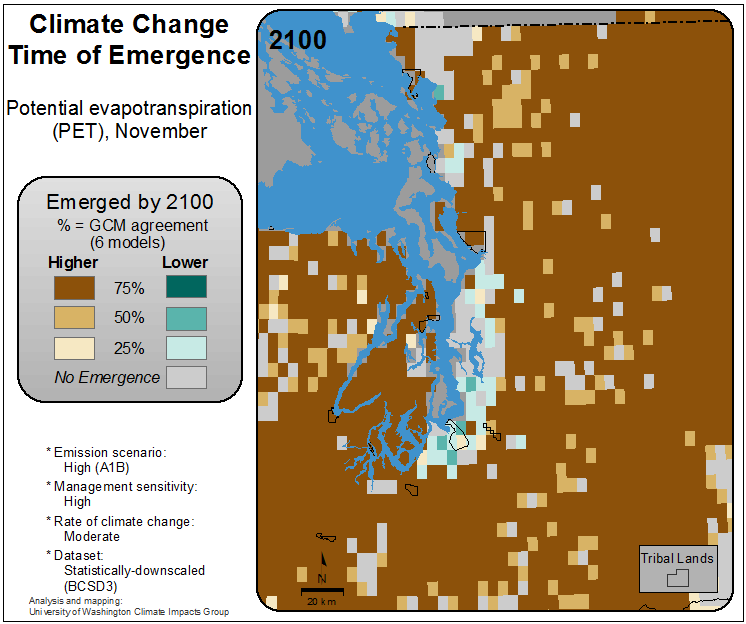 Climate Change
Time of Emergence
Potential evapotranspiration
(PET), November
Emerged by 2100
% = GCM agreement
(6 models)
Higher Lower
75%
50%
25%
No Emergence
* Emission scenario:
High (A1B)
* Management sensitivity:
High
* Rate of climate change:
Moderate
* Dataset:
Statistically-downscaled
(BCSD3)
Analysis and mapping:
University of Washington Climate Impacts Group
2100
N
20 km
Tribal Lands